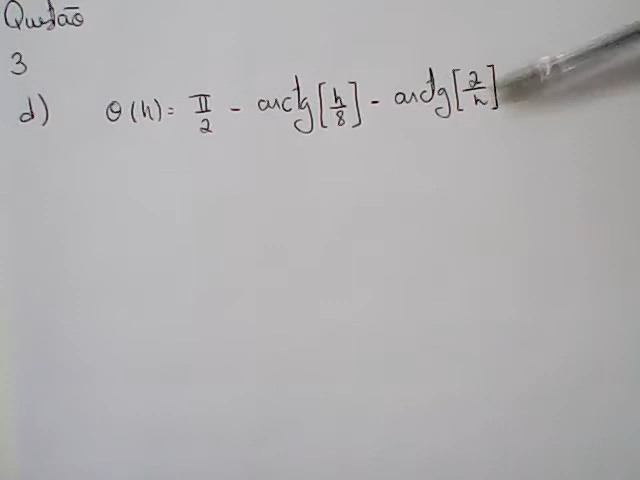 Questão
3
d) θ(h) = π/2 - arctg[h/8] - arctg[2/h]